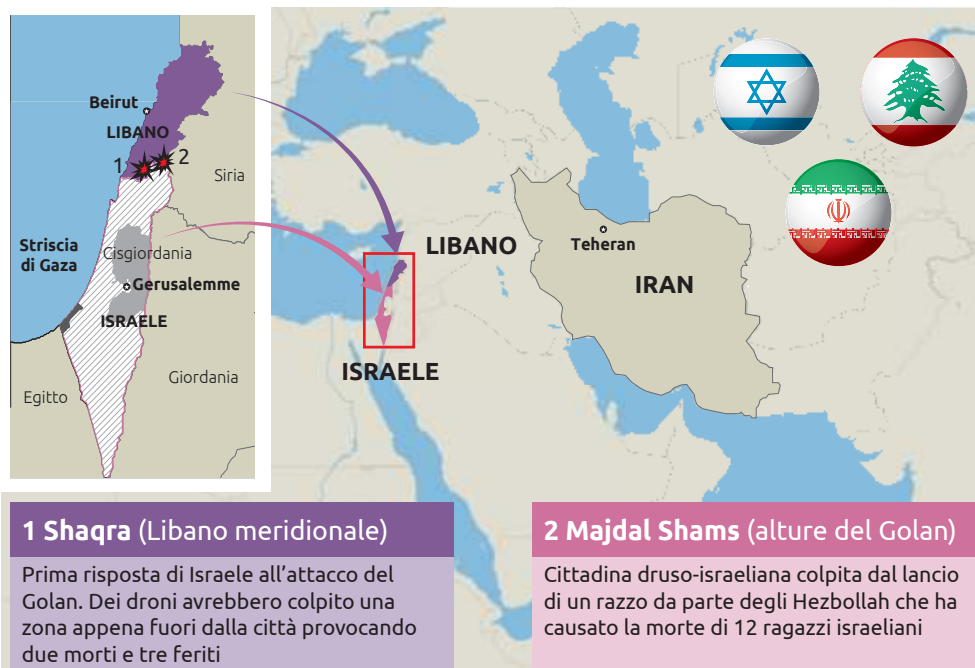 Beirut
LIBANO
1
2
Siria
Striscia
di Gaza
Cisgiordania
Gerusalemme
ISRAELE
Giordania
Egitto
LIBANO
Teheran
IRAN
ISRAELE
1 Shaqra (Libano meridionale)
Prima risposta di Israele all’attacco del
Golan. Dei droni avrebbero colpito una
zona appena fuori dalla città provocando
due morti e tre feriti
2 Majdal Shams (alture del Golan)
Cittadina druso-israeliana colpita dal lancio
di un razzo da parte degli Hezbollah che ha
causato la morte di 12 ragazzi israeliani